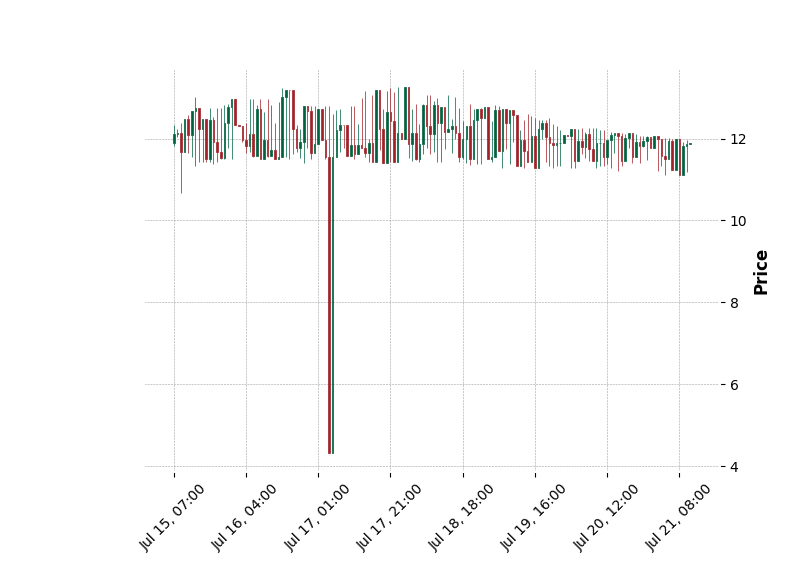 12
10
8
6
4
Price
Jul 15, 07:00
Jul 16, 04:00
Jul 17, 01:00
Jul 17, 21:00
Jul 18, 18:00
Jul 19, 16:00
Jul 20, 12:00
Jul 21, 08:00